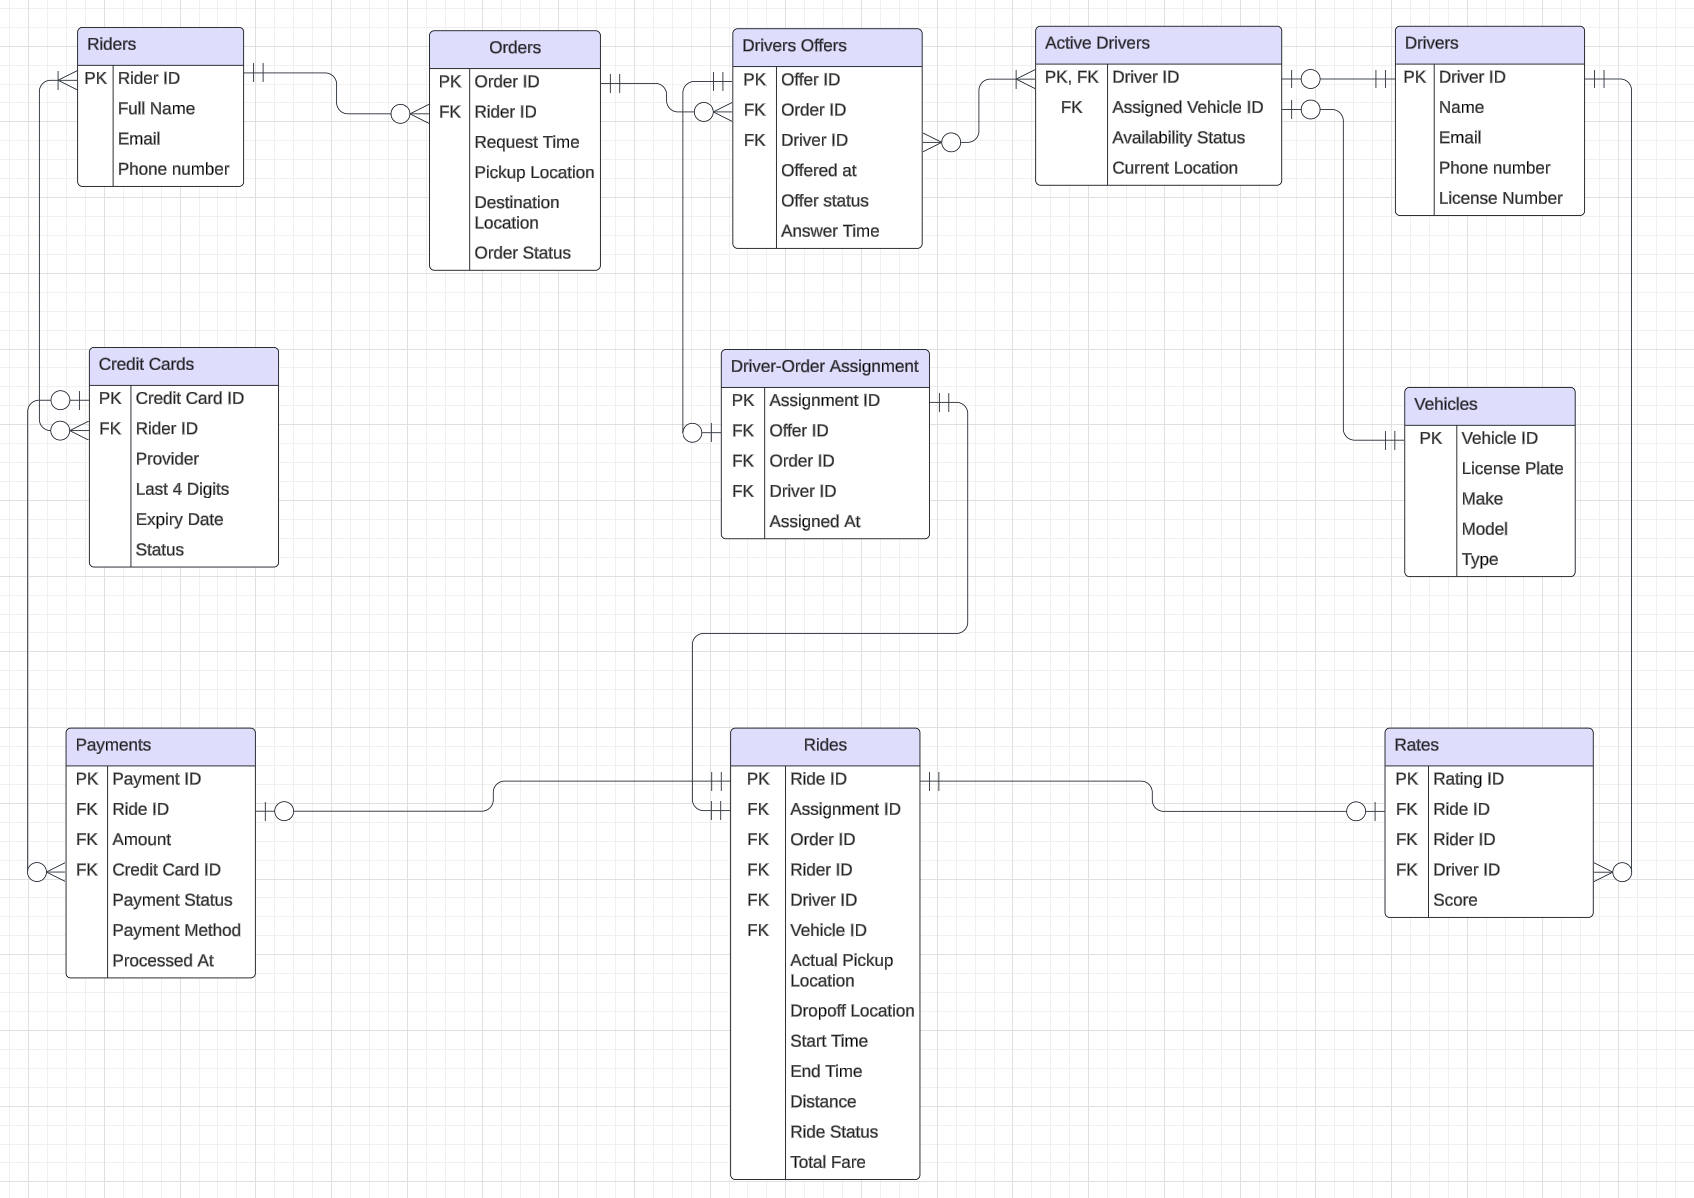 Riders
PK Rider ID
Full Name
Email
Phone number
Orders
PK Order ID
FK Rider ID
Request Time
Pickup Location
Destination
Location
Order Status
Drivers Offers
PK Offer ID
FK Order ID
FK Driver ID
Offered at
Offer status
Answer Time
Active Drivers
PK, FK Driver ID
FK Assigned Vehicle ID
Availability Status
Current Location
Drivers
PK Driver ID
Name
Email
Phone number
License Number
Credit Cards
PK Credit Card ID
FK Rider ID
Provider
Last 4 Digits
Expiry Date
Status
Driver-Order Assignment
PK Assignment ID
FK Offer ID
FK Order ID
FK Driver ID
Assigned At
Vehicles
PK Vehicle ID
License Plate
Make
Model
Type
Payments
PK Payment ID
FK Ride ID
FK Amount
FK Credit Card ID
Payment Status
Payment Method
Processed At
Rides
PK Ride ID
FK Assignment ID
FK Order ID
FK Rider ID
FK Driver ID
FK Vehicle ID
Actual Pickup
Location
Dropoff Location
Start Time
End Time
Distance
Ride Status
Total Fare
Rates
PK Rating ID
FK Ride ID
FK Rider ID
FK Driver ID
Score